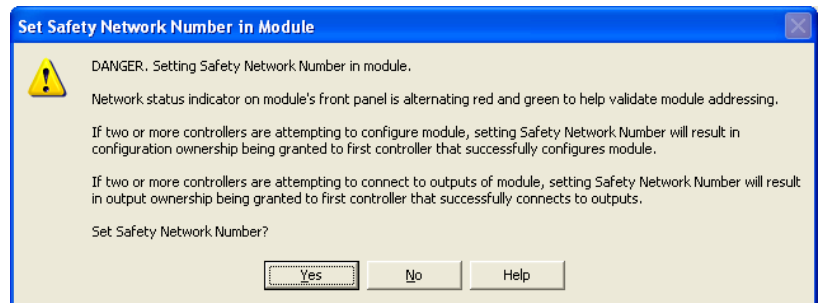 Set Safety Network Number in Module
DANGER. Setting Safety Network Number in module.
Network status indicator on module's front panel is alternating red and green to help validate module addressing.
If two or more controllers are attempting to configure module, setting Safety Network Number will result in
configuration ownership being granted to first controller that successfully configures module.
If two or more controllers are attempting to connect to outputs of module, setting Safety Network Number will result
in output ownership being granted to first controller that successfully connects to outputs.
Set Safety Network Number?
Yes No Help